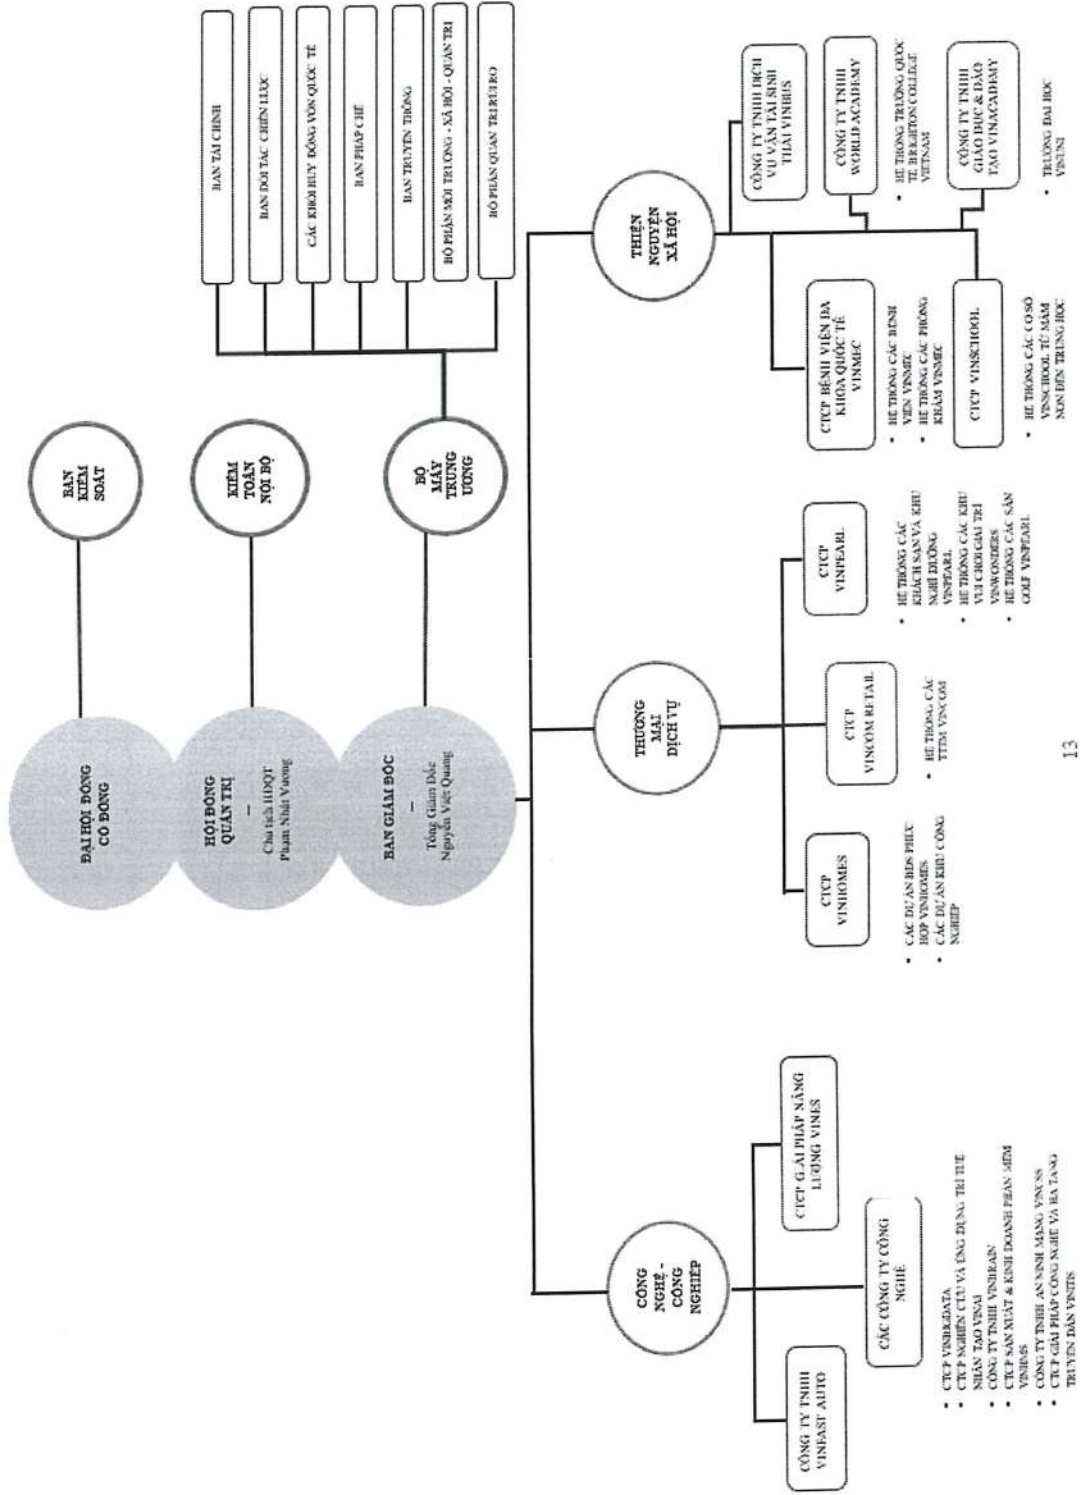 ĐẠI HỘI ĐỒNG
CỔ ĐÔNG
BAN
KIỂM
SOÁT
HỘI ĐỒNG
QUẢN TRỊ
–
Chủ tịch HĐQT
Phạm Nhật Vượng
KIỂM
TOÁN
NỘI BỘ
BAN GIÁM ĐỐC
–
Tổng Giám Đốc
Nguyễn Việt Quang
BỘ
MÁY
TRUNG
ƯƠNG
BAN TÀI CHÍNH
BAN ĐỐI TÁC CHIẾN LƯỢC
CÁC KHỐI HUY ĐỘNG VỐN QUỐC TẾ
BAN PHÁP CHẾ
BAN TRUYỀN THÔNG
BỘ PHẬN MÔI TRƯỜNG - XÃ HỘI - QUẢN TRỊ
BỘ PHẬN QUẢN TRỊ RỦI RO
CÔNG
NGHỆ –
CÔNG
NGHIỆP
CÔNG TY TNHH
VINFAST AUTO
CÁC CÔNG TY CÔNG
NGHỆ
• CTCP VINBIGDATA
• CTCP NGHIÊN CỨU VÀ ỨNG DỤNG TRÍ TUỆ
NHÂN TẠO VINAI
• CÔNG TY TNHH VINBRAIN
• CTCP SẢN XUẤT & KINH DOANH PHẦN MỀM
VINHMS
• CÔNG TY TNHH AN NINH MẠNG VINCSS
• CTCP GIẢI PHÁP CÔNG NGHỆ VÀ HẠ TẦNG
TRUYỀN DẪN VINITIS
CTCP GIẢI PHÁP NĂNG
LƯỢNG VINES
THƯƠNG
MẠI
DỊCH VỤ
CTCP
VINHOMES
• CÁC DỰ ÁN BĐS PHỨC
HỢP VINHOMES
• CÁC DỰ ÁN KHU CÔNG
NGHIỆP
CTCP
VINCOM RETAIL
• HỆ THỐNG CÁC
TTTM VINCOM
CTCP
VINPEARL
• HỆ THỐNG CÁC
KHÁCH SẠN VÀ KHU
NGHỈ DƯỠNG
VINPEARL
• HỆ THỐNG CÁC KHU
VUI CHƠI GIẢI TRÍ
VINWONDERS
• HỆ THỐNG CÁC SÂN
GOLF VINPEARL
THIỆN
NGUYỆN
XÃ HỘI
CTCP BỆNH VIỆN ĐA
KHOA QUỐC TẾ
VINMEC
• HỆ THỐNG CÁC BỆNH
VIỆN VINMEC
• HỆ THỐNG CÁC PHÒNG
KHÁM VINMEC
CTCP VINSCHOOL
• HỆ THỐNG CÁC CƠ SỞ
VINSCHOOL TỪ MẦM
NON ĐẾN TRUNG HỌC
CÔNG TY TNHH DỊCH
VỤ VẬN TẢI SINH
THÁI VINBUS
CÔNG TY TNHH
WORLD ACADEMY
• HỆ THỐNG TRƯỜNG QUỐC
TẾ BRIGHTON COLLEGE
VIETNAM
CÔNG TY TNHH
GIÁO DỤC & ĐÀO
TẠO VINACADEMY
• TRƯỜNG ĐẠI HỌC
VINUNI
13